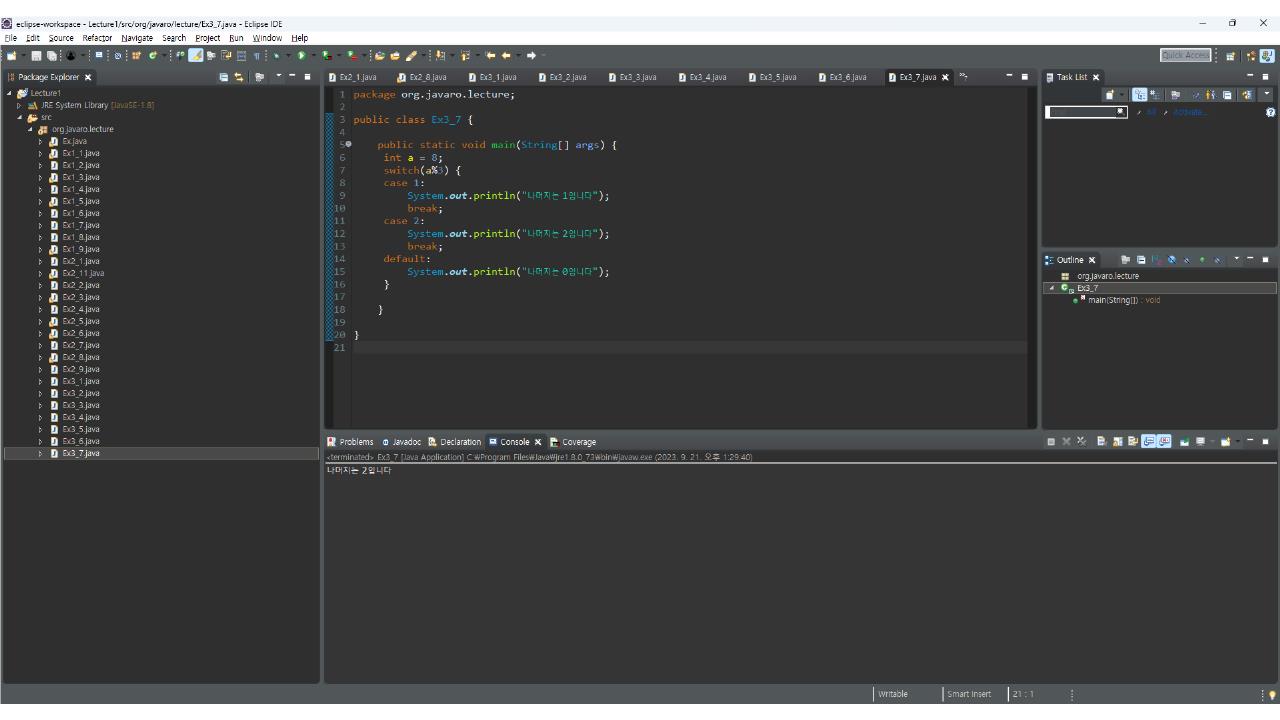 eclipse-workspace - Lecture1/src/org/javaro/lecture/Ex3_7.java - Eclipse IDE
File Edit Source Refactor Navigate Search Project Run Window Help
Quick Access
Package Explorer
Lecture1
JRE System Library [JavaSE-1.8]
src
org.javaro.lecture
Ex.java
Ex1_1.java
Ex1_2.java
Ex1_3.java
Ex1_4.java
Ex1_5.java
Ex1_6.java
Ex1_7.java
Ex1_8.java
Ex1_9.java
Ex2_1.java
Ex2_11.java
Ex2_2.java
Ex2_3.java
Ex2_4.java
Ex2_5.java
Ex2_6.java
Ex2_7.java
Ex2_8.java
Ex2_9.java
Ex3_1.java
Ex3_2.java
Ex3_3.java
Ex3_4.java
Ex3_5.java
Ex3_6.java
Ex3_7.java
Ex2_1.java Ex2_8.java Ex3_1.java Ex3_2.java Ex3_3.java Ex3_4.java Ex3_5.java Ex3_6.java Ex3_7.java
1 package org.javaro.lecture;
2
3 public class Ex3_7 {
4
5 public static void main(String[] args) {
6 int a = 8;
7 switch(a%3) {
8 case 1:
9 System.out.println("나머지는 1입니다");
10 break;
11 case 2:
12 System.out.println("나머지는 2입니다");
13 break;
14 default:
15 System.out.println("나머지는 0입니다");
16 }
17
18 }
19
20 }
21
Task List
All Activate...
Outline
org.javaro.lecture
Ex3_7
main(String[]) : void
Problems Javadoc Declaration Console Coverage
<terminated> Ex3_7 [Java Application] C:₩Program Files₩Java₩jre1.8.0_73₩bin₩javaw.exe (2023. 9. 21. 오후 1:29:40)
나머지는 2입니다
Writable Smart Insert 21 : 1